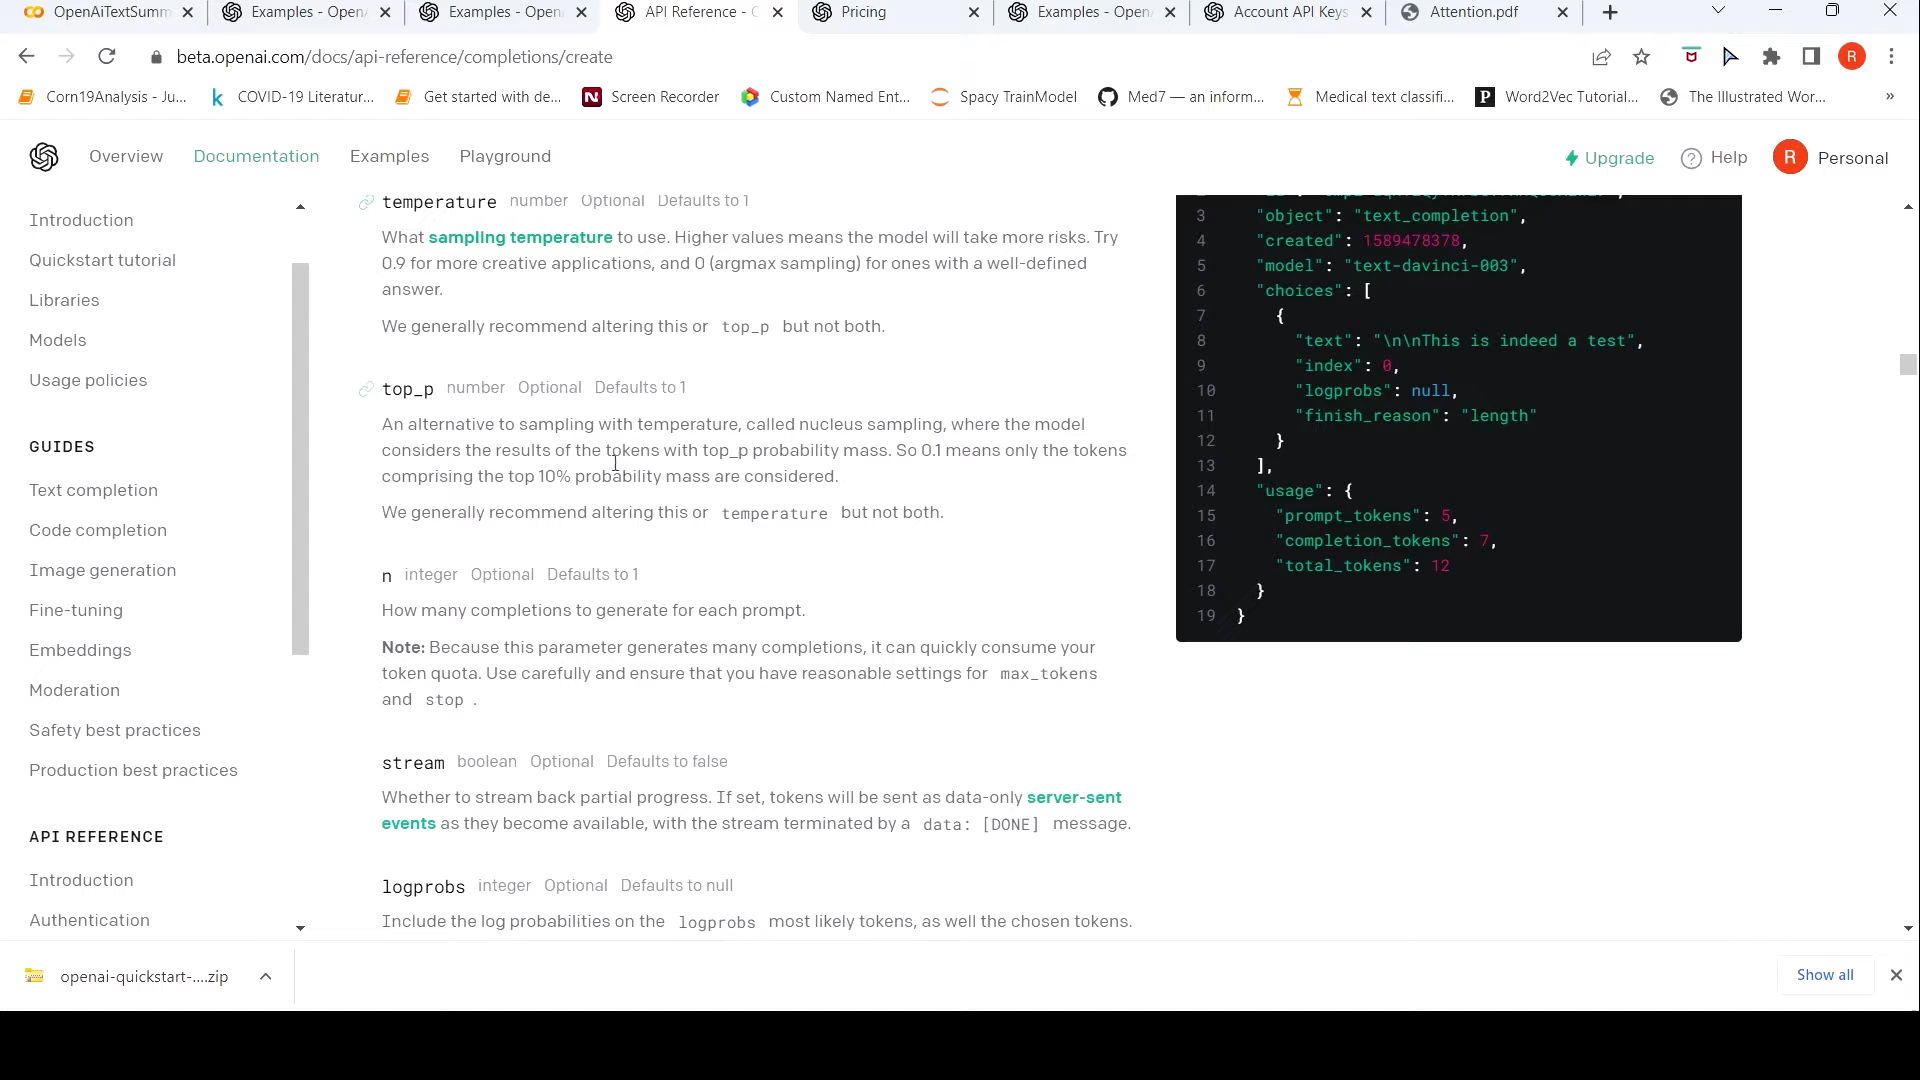 OpenAiTextSumm
Examples - OpenA
Examples - Open
API Reference - O
Pricing
Examples - Open
Account API Keys
Attention.pdf
beta.openai.com/docs/api-reference/completions/create
R
Corn19Analysis - Ju...
COVID-19 Literatur...
Get started with de...
Screen Recorder
Custom Named Ent...
Spacy TrainModel
Med7 — an inform...
Medical text classifi...
Word2Vec Tutorial...
The Illustrated Wor...
»
Overview
Documentation
Examples
Playground
Upgrade
Help
R
Personal
Introduction
Quickstart tutorial
Libraries
Models
Usage policies
GUIDES
Text completion
Code completion
Image generation
Fine-tuning
Embeddings
Moderation
Safety best practices
Production best practices
API REFERENCE
Introduction
Authentication
temperature number Optional Defaults to 1
What sampling temperature to use. Higher values means the model will take more risks. Try
0.9 for more creative applications, and 0 (argmax sampling) for ones with a well-defined
answer.
We generally recommend altering this or top_p but not both.
top_p number Optional Defaults to 1
An alternative to sampling with temperature, called nucleus sampling, where the model
considers the results of the tokens with top_p probability mass. So 0.1 means only the tokens
comprising the top 10% probability mass are considered.
We generally recommend altering this or temperature but not both.
n integer Optional Defaults to 1
How many completions to generate for each prompt.
Note: Because this parameter generates many completions, it can quickly consume your
token quota. Use carefully and ensure that you have reasonable settings for max_tokens
and stop .
stream boolean Optional Defaults to false
Whether to stream back partial progress. If set, tokens will be sent as data-only server-sent
events as they become available, with the stream terminated by a data: [DONE] message.
logprobs integer Optional Defaults to null
Include the log probabilities on the logprobs most likely tokens, as well the chosen tokens.
3 "object": "text_completion",
4 "created": 1589478378,
5 "model": "text-davinci-003",
6 "choices": [
7 {
8 "text": "\n\nThis is indeed a test",
9 "index": 0,
10 "logprobs": null,
11 "finish_reason": "length"
12 }
13 ],
14 "usage": {
15 "prompt_tokens": 5,
16 "completion_tokens": 7,
17 "total_tokens": 12
18 }
19 }
openai-quickstart-....zip
Show all